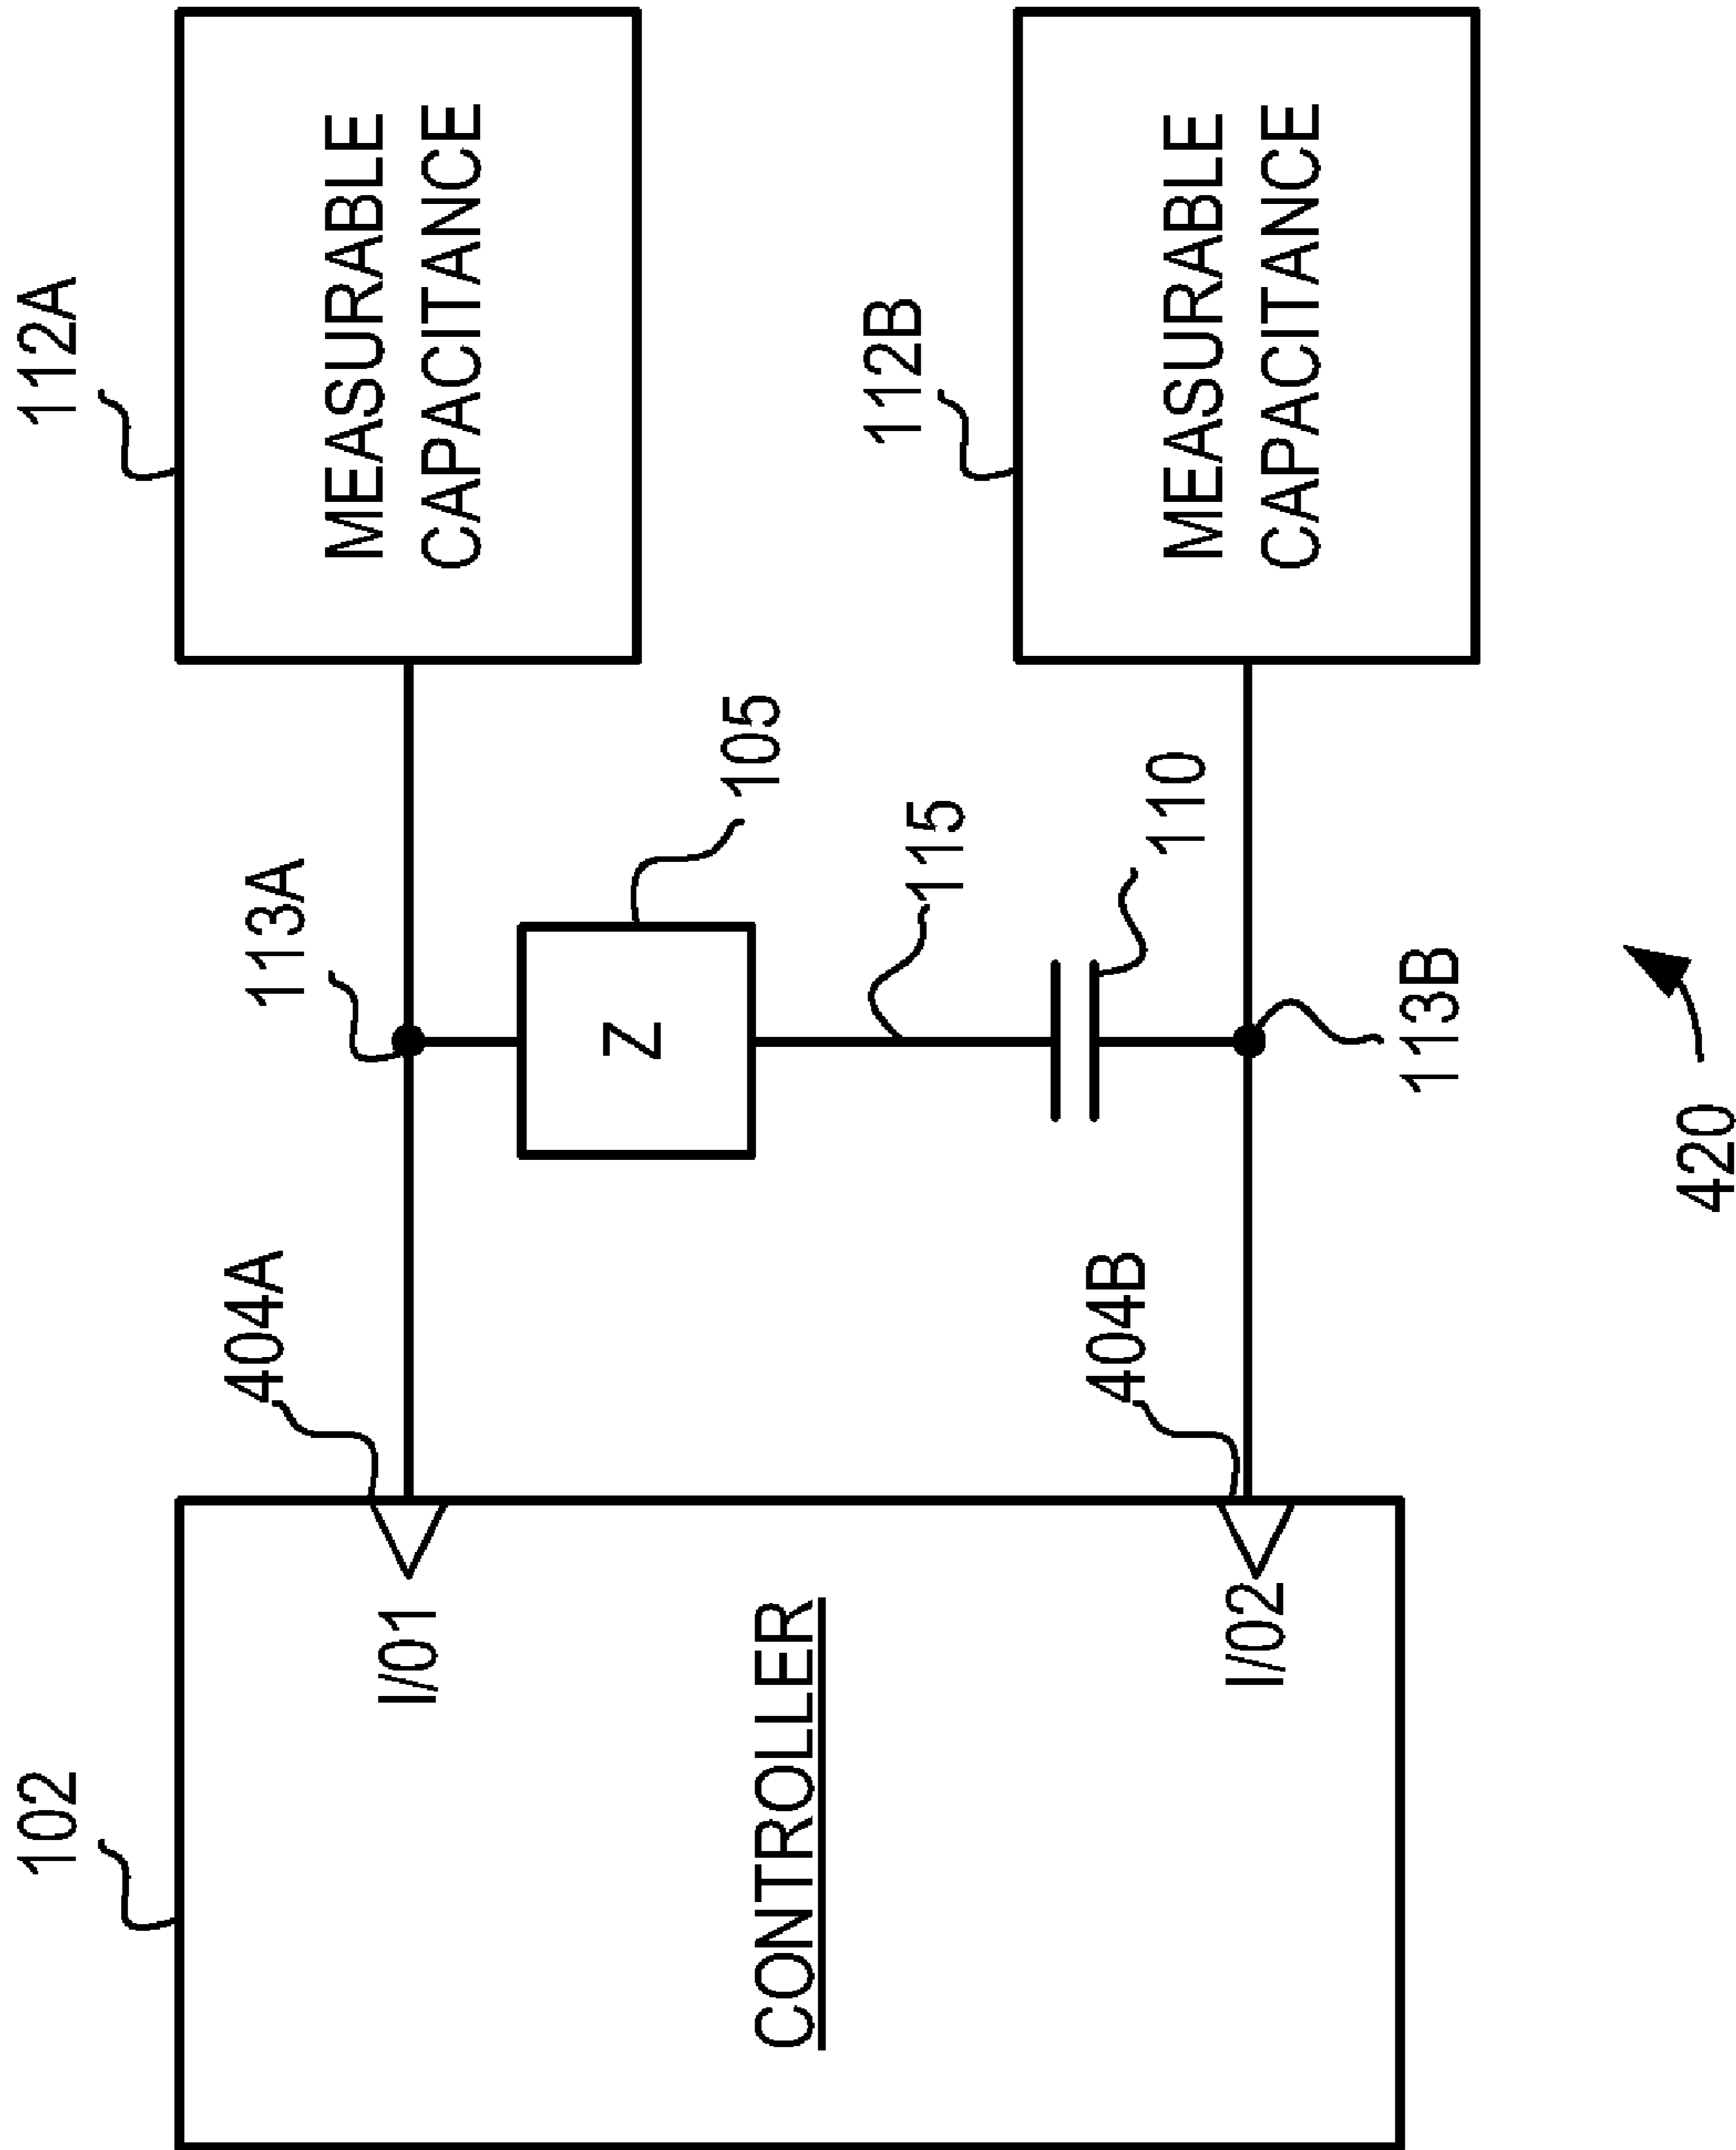 102
CONTROLLER
I/01
I/02
404A
404B
113A
113B
Z
105
115
110
112A
MEASURABLE
CAPACITANCE
112B
MEASURABLE
CAPACITANCE
420